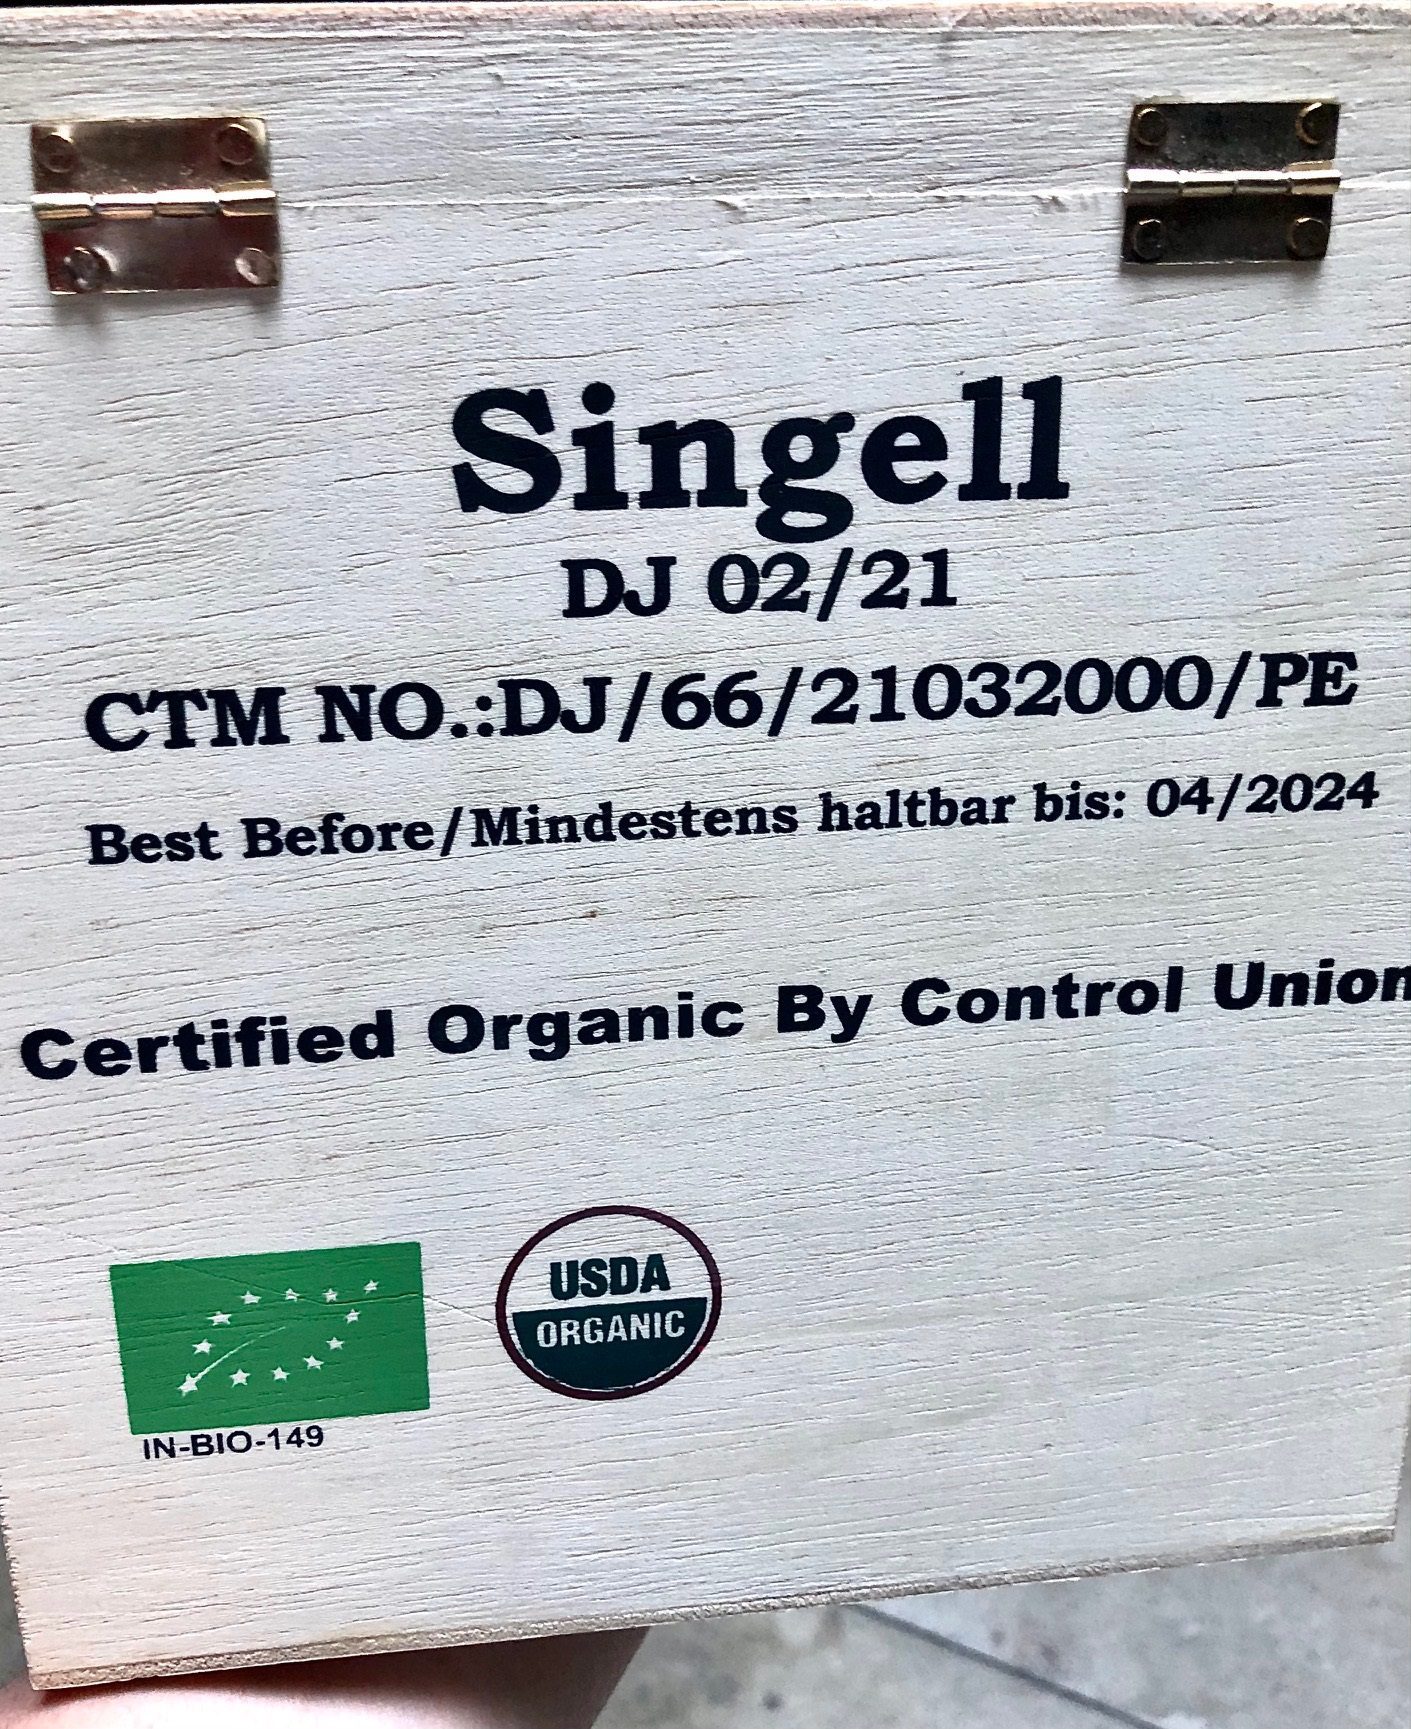 Singell
DJ 02/21
CTM NO.:DJ/66/21032000/PE
Best Before/Mindestens haltbar bis: 04/2024
Certified Organic By Control Union
USDA
ORGANIC
IN-BIO-149